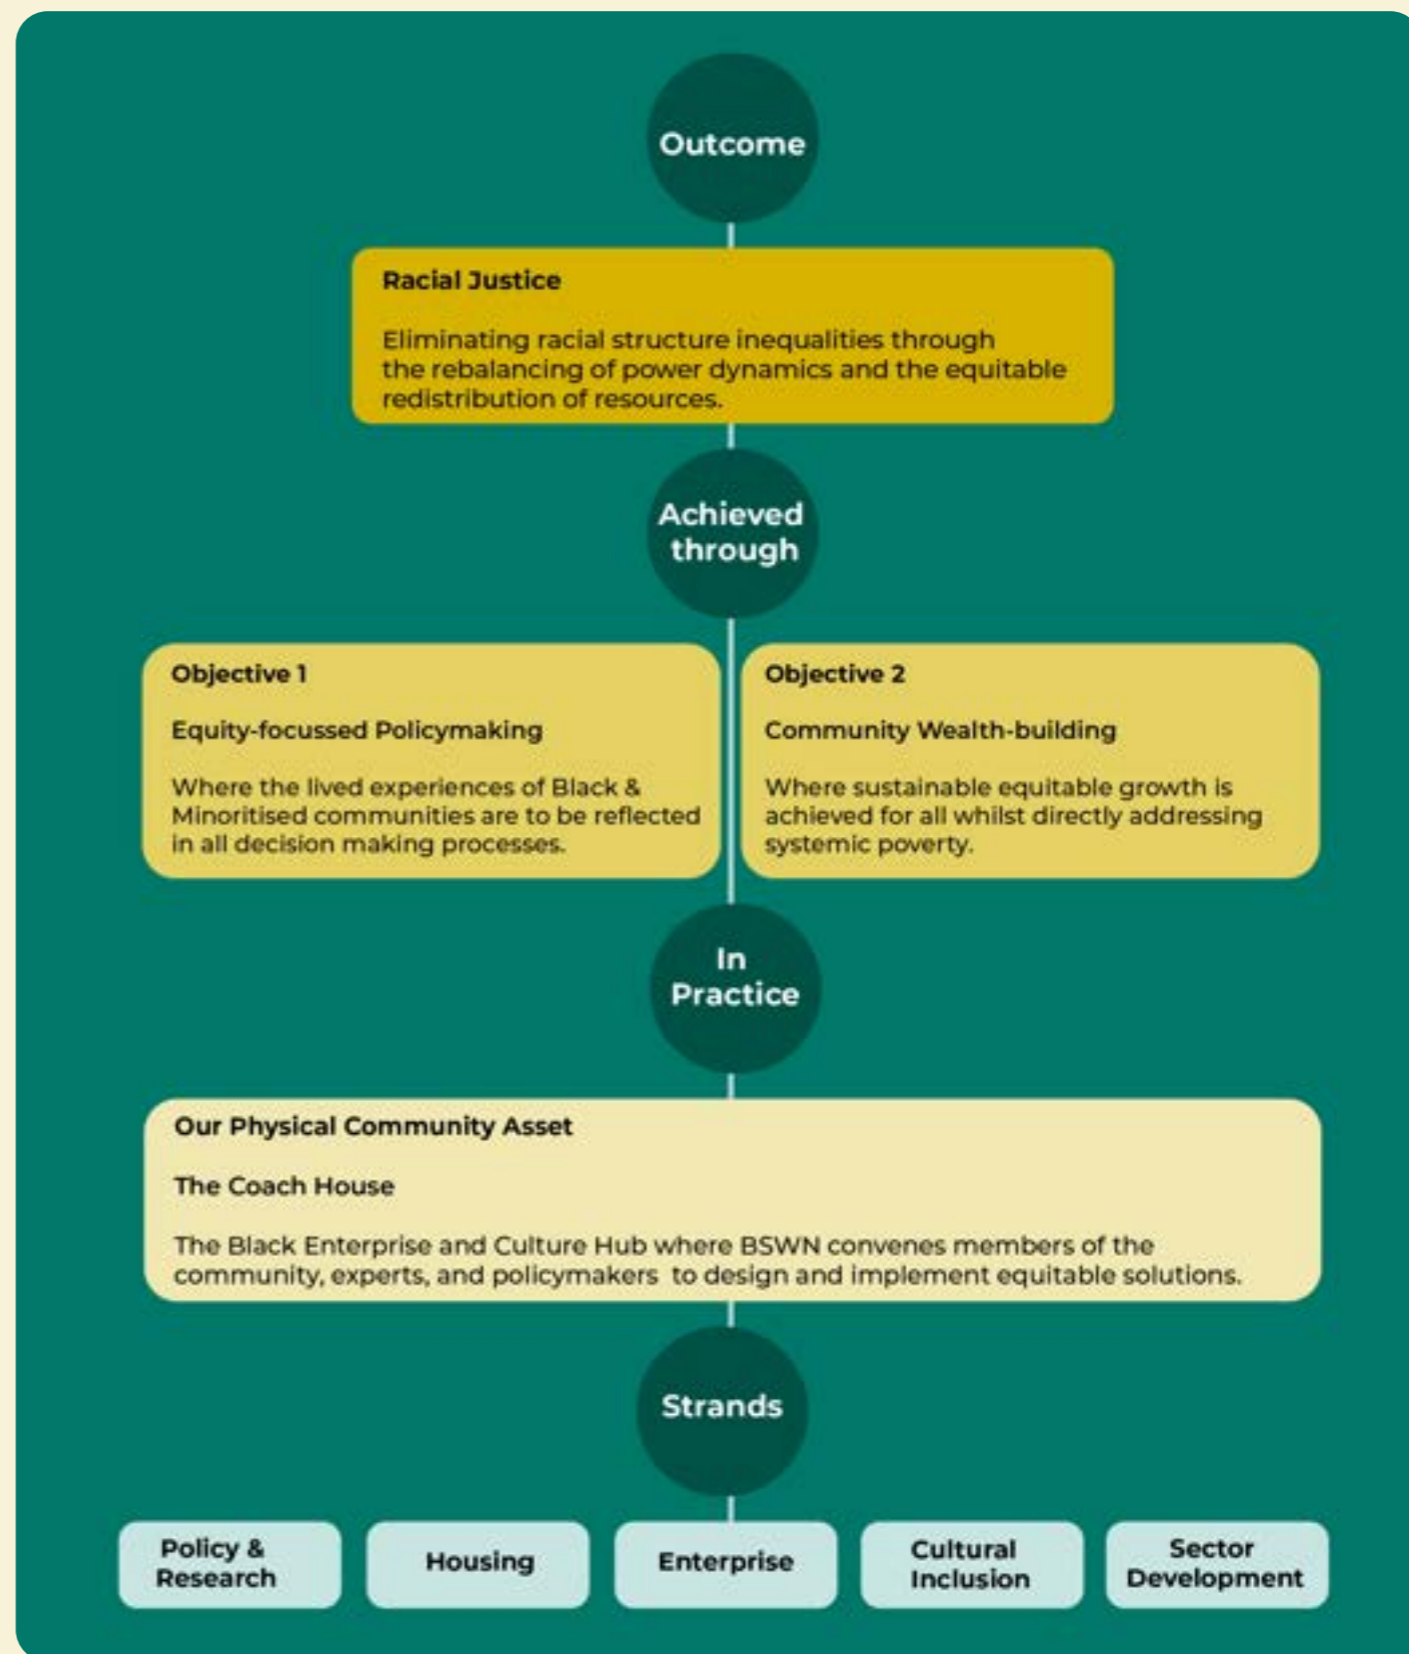 Outcome
Racial Justice
Eliminating racial structure inequalities through
the rebalancing of power dynamics and the equitable
redistribution of resources.
Achieved
through
Objective 1
Equity-focussed Policymaking
Where the lived experiences of Black &
Minoritised communities are to be reflected
in all decision making processes.
Objective 2
Community Wealth-building
Where sustainable equitable growth is
achieved for all whilst directly addressing
systemic poverty.
In
Practice
Our Physical Community Asset
The Coach House
The Black Enterprise and Culture Hub where BSWN convenes members of the
community, experts, and policymakers  to design and implement equitable solutions.
Strands
Policy &
Research
Housing
Enterprise
Cultural
Inclusion
Sector
Development